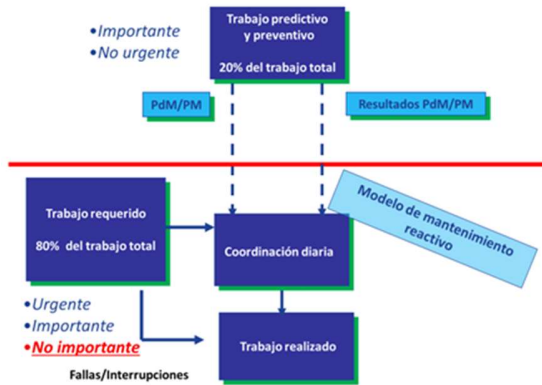 •Importante
•No urgente
Trabajo predictivo
y preventivo
20% del trabajo total
PdM/PM
Resultados PdM/PM
Modelo de mantenimiento
reactivo
Trabajo requerido
80% del trabajo total
Coordinación diaria
•Urgente
•Importante
•No importante
Trabajo realizado
Fallas/Interrupciones